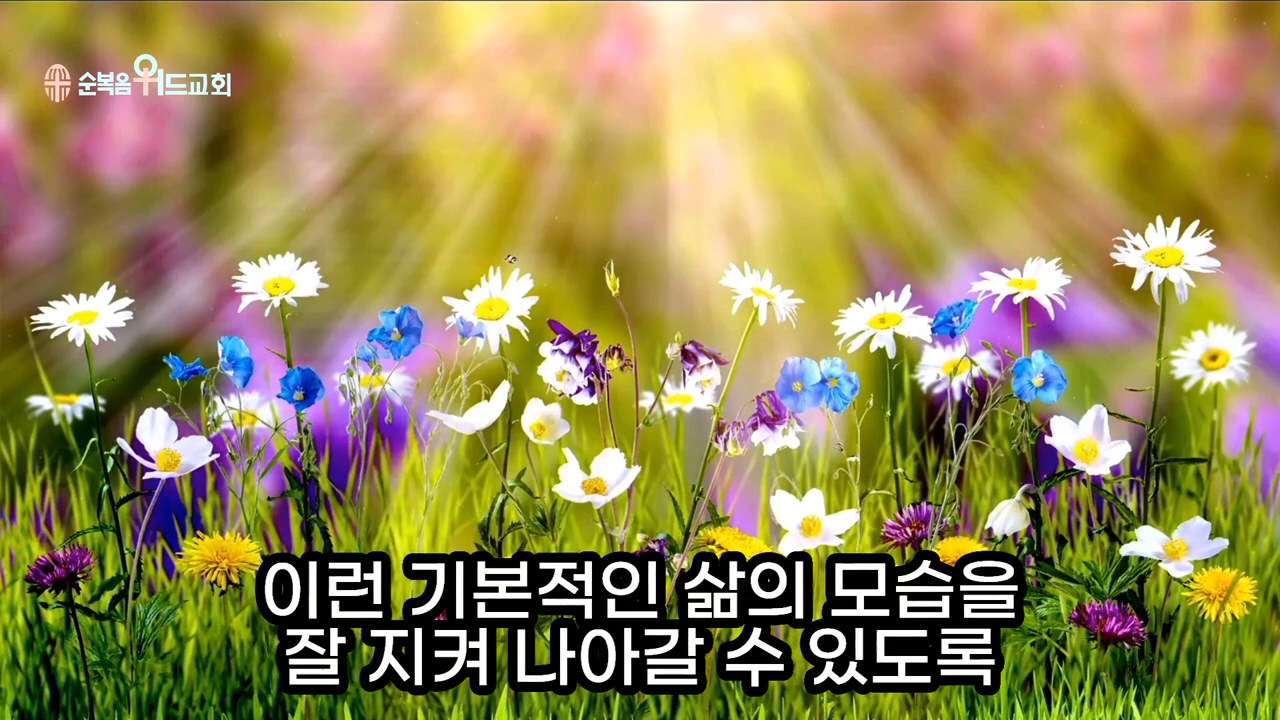 순복음위드교회
이런 기본적인 삶의 모습을
잘 지켜 나아갈 수 있도록